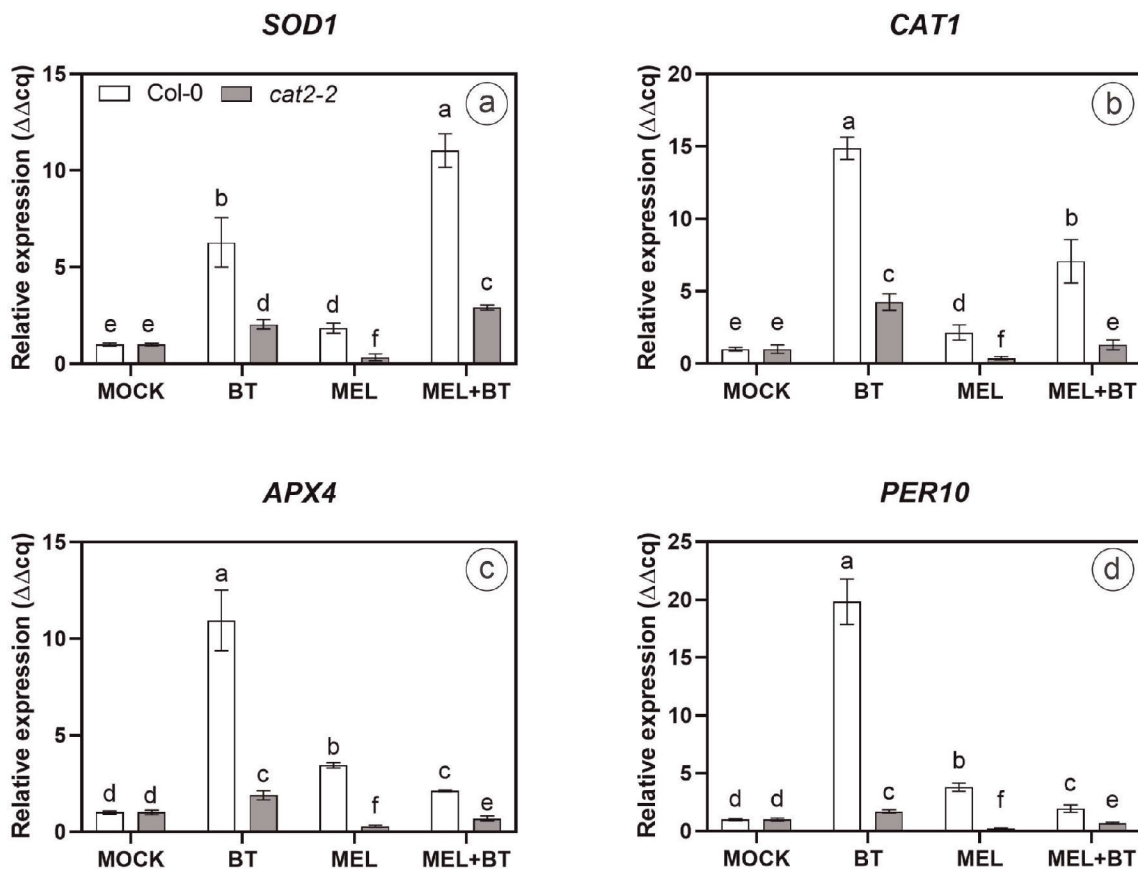 SOD1
Relative expression (ΔΔcq)
15
10
5
0
Col-0 cat2-2
a
e e b d d f a c
MOCK BT MEL MEL+BT
CAT1
Relative expression (ΔΔcq)
20
15
10
5
0
b
e e a c d f b e
MOCK BT MEL MEL+BT
APX4
Relative expression (ΔΔcq)
15
10
5
0
c
d d a c b f c e
MOCK BT MEL MEL+BT
PER10
Relative expression (ΔΔcq)
25
20
15
10
5
0
d
d d a c b f c e
MOCK BT MEL MEL+BT